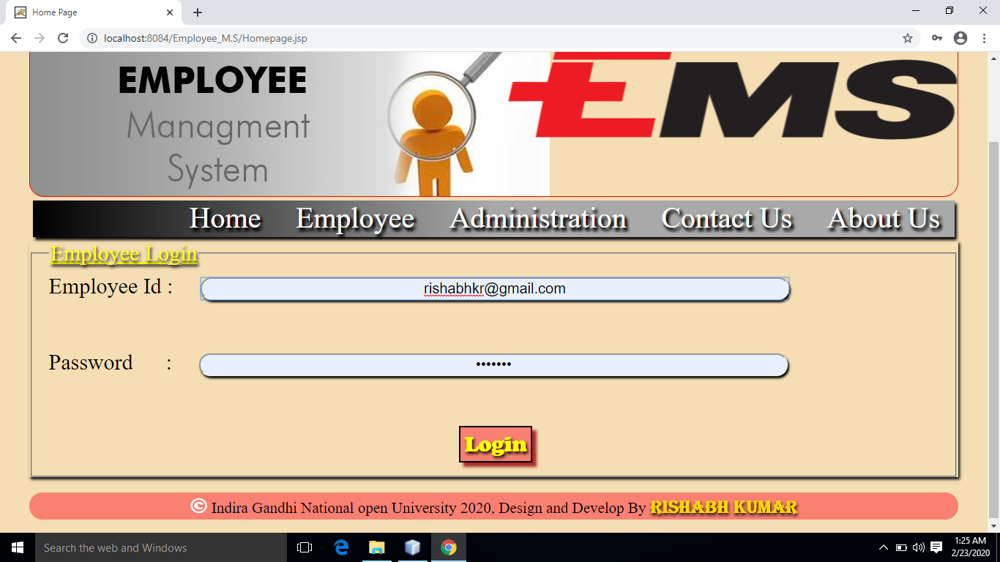 Home Page
localhost:8084/Employee_M.S/Homepage.jsp
EMPLOYEE
Managment
System
EMS
Home Employee Administration Contact Us About Us
Employee Login
Employee Id : rishabhkr@gmail.com
Password : •••••••
Login
© Indira Gandhi National open University 2020, Design and Develop By RISHABH KUMAR
Search the web and Windows
1:25 AM
2/23/2020